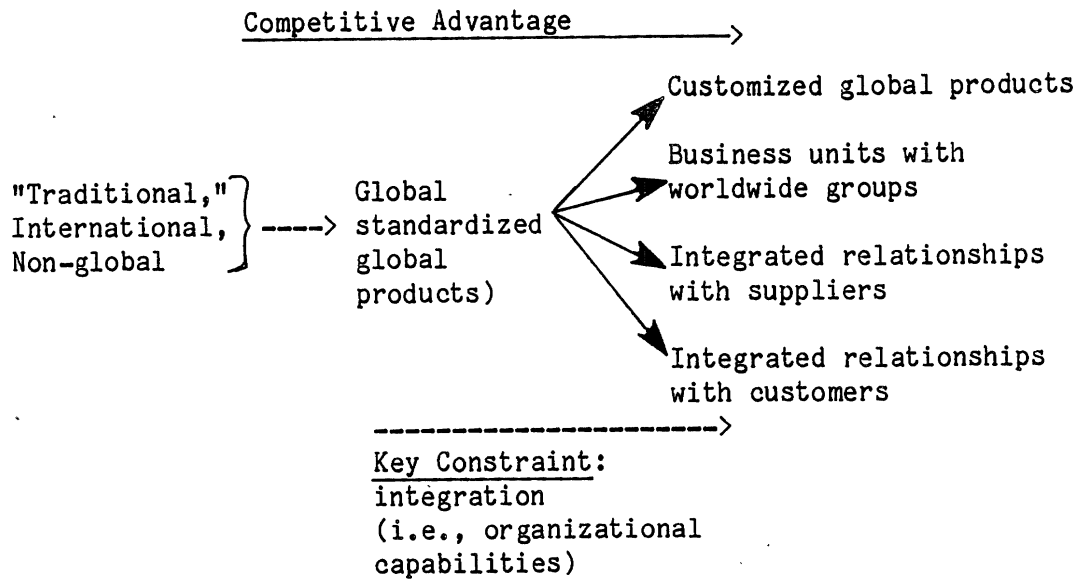 Competitive Advantage
"Traditional,"
International,
Non-global
Global
standardized
global
products)
Customized global products
Business units with
worldwide groups
Integrated relationships
with suppliers
Integrated relationships
with customers
Key Constraint:
integration
(i.e., organizational
capabilities)